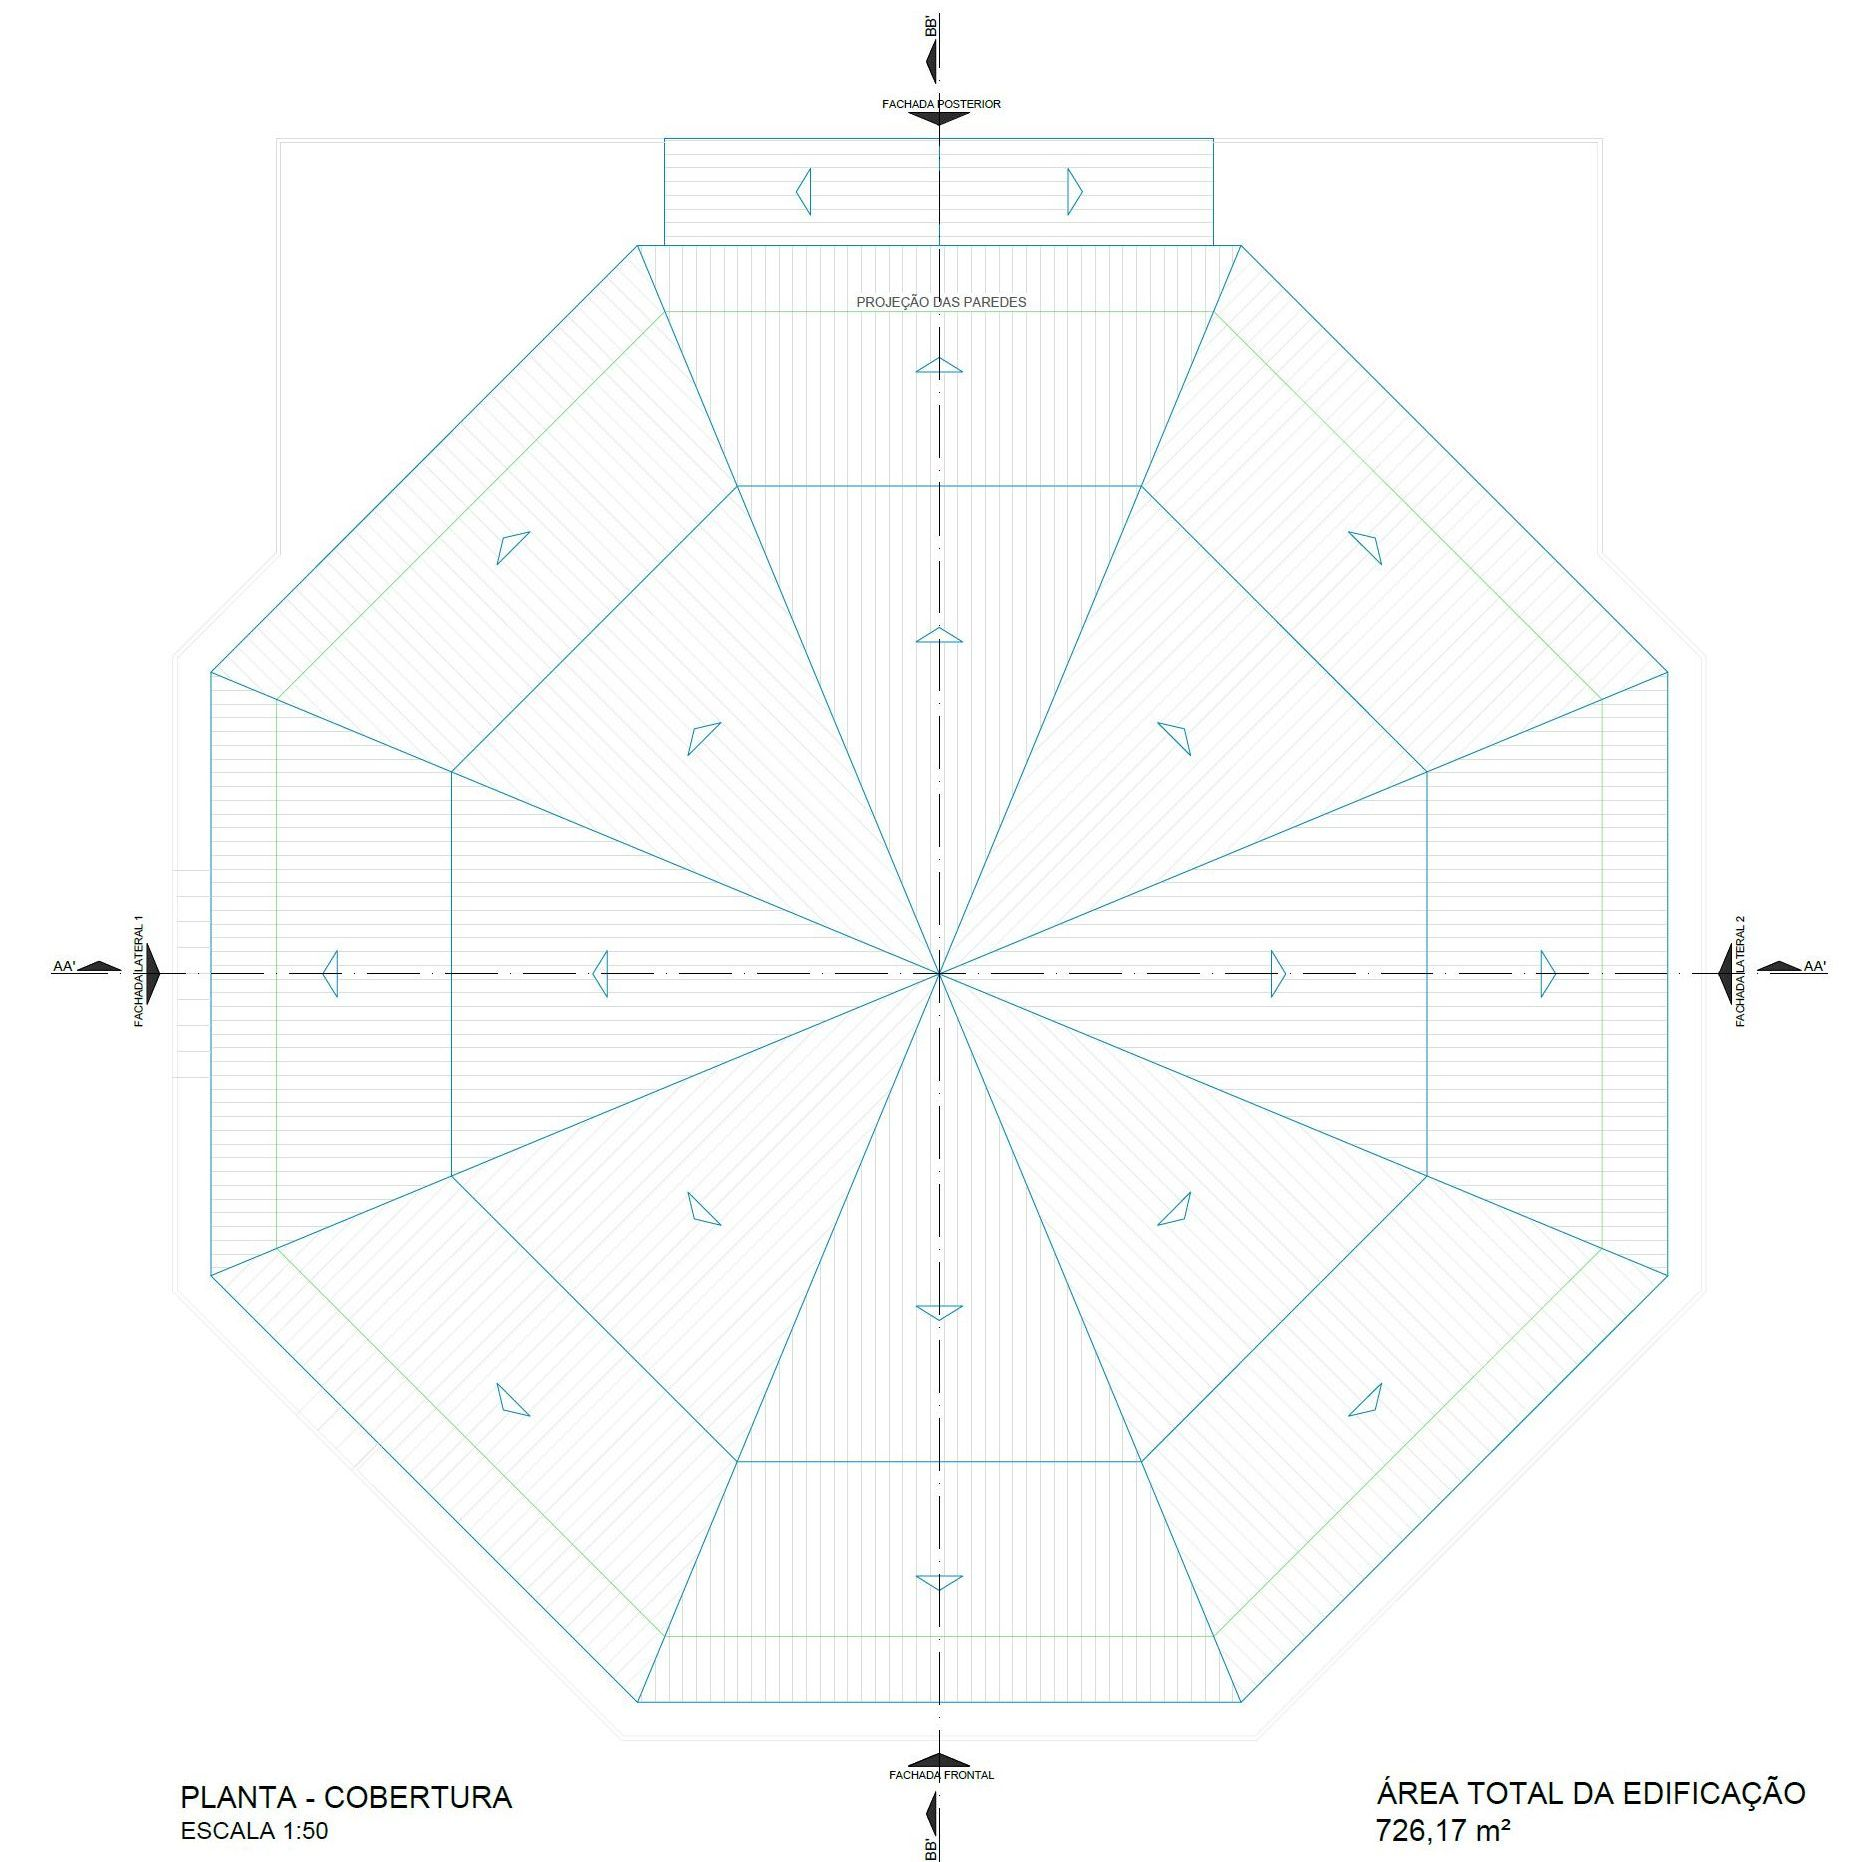 BB'
FACHADA POSTERIOR
PROJEÇÃO DAS PAREDES
AA'
FACHADA LATERAL 1
FACHADA LATERAL 2
AA'
FACHADA FRONTAL
BB'
PLANTA - COBERTURA
ESCALA 1:50
ÁREA TOTAL DA EDIFICAÇÃO
726,17 m²